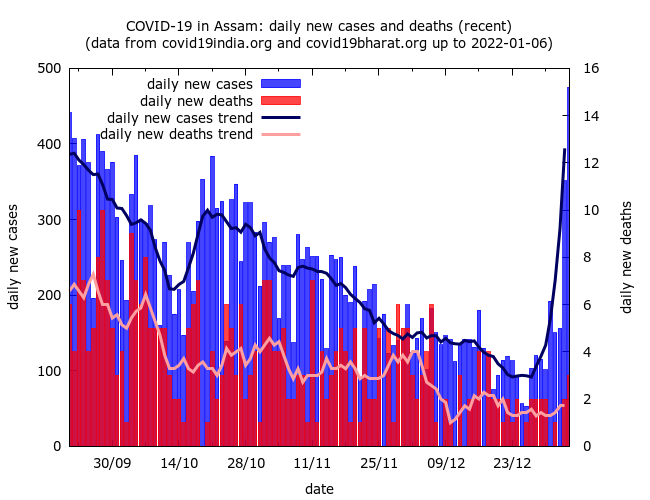 COVID-19 in Assam: daily new cases and deaths (recent)
(data from covid19india.org and covid19bharat.org up to 2022-01-06)
daily new cases
daily new deaths
daily new cases trend
daily new deaths trend
500
400
300
200
100
0
16
14
12
10
8
6
4
2
0
daily new cases
daily new deaths
30/09 14/10 28/10 11/11 25/11 09/12 23/12
date